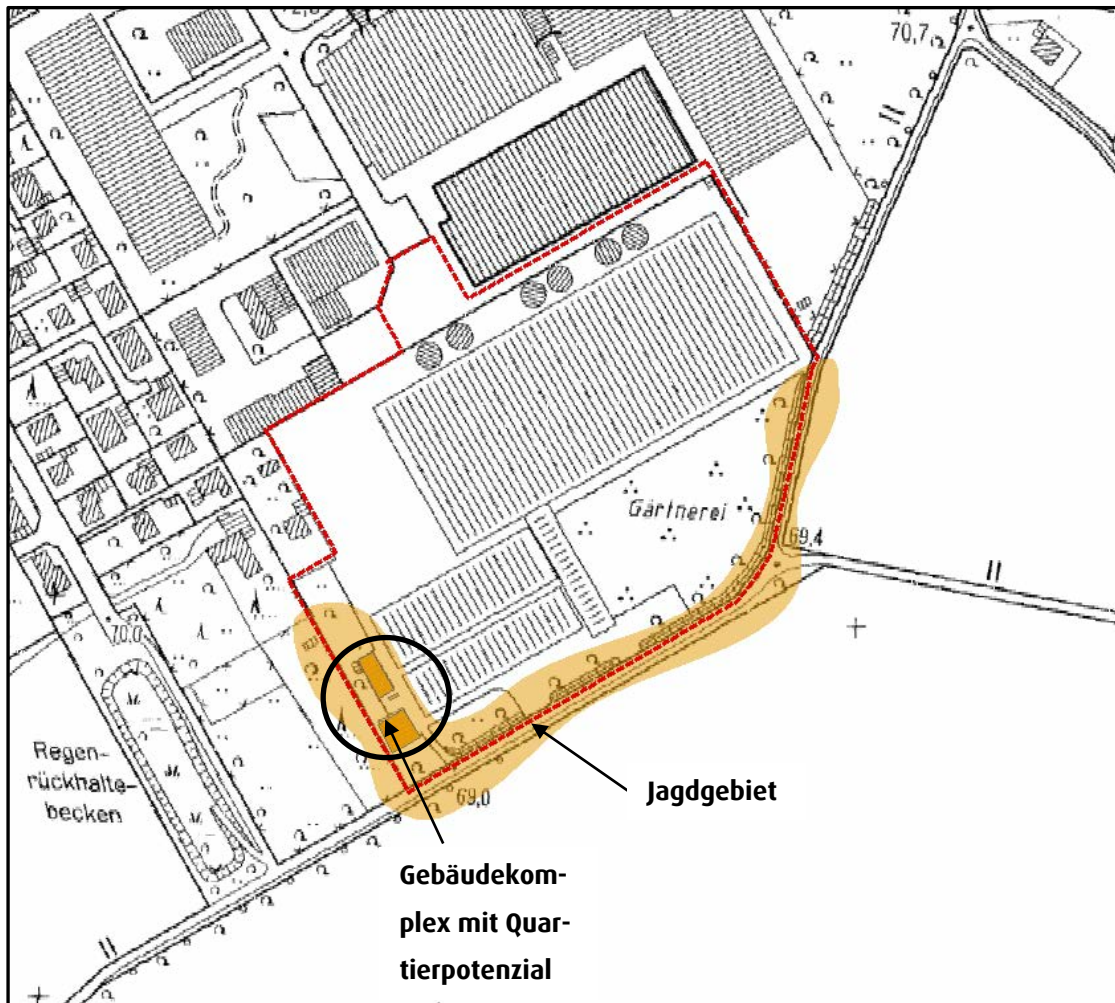 70,7
Gärtnerei
69,4
70,0
Regen-
rückhalte-
becken
69,0
Jagdgebiet
Gebäudekom-
plex mit Quar-
tierpotenzial